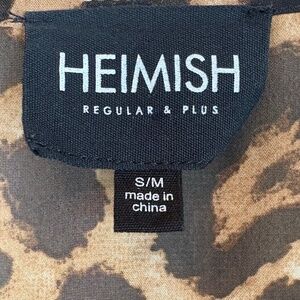 HEIMISH
REGULAR & PLUS
S/M
made in
china